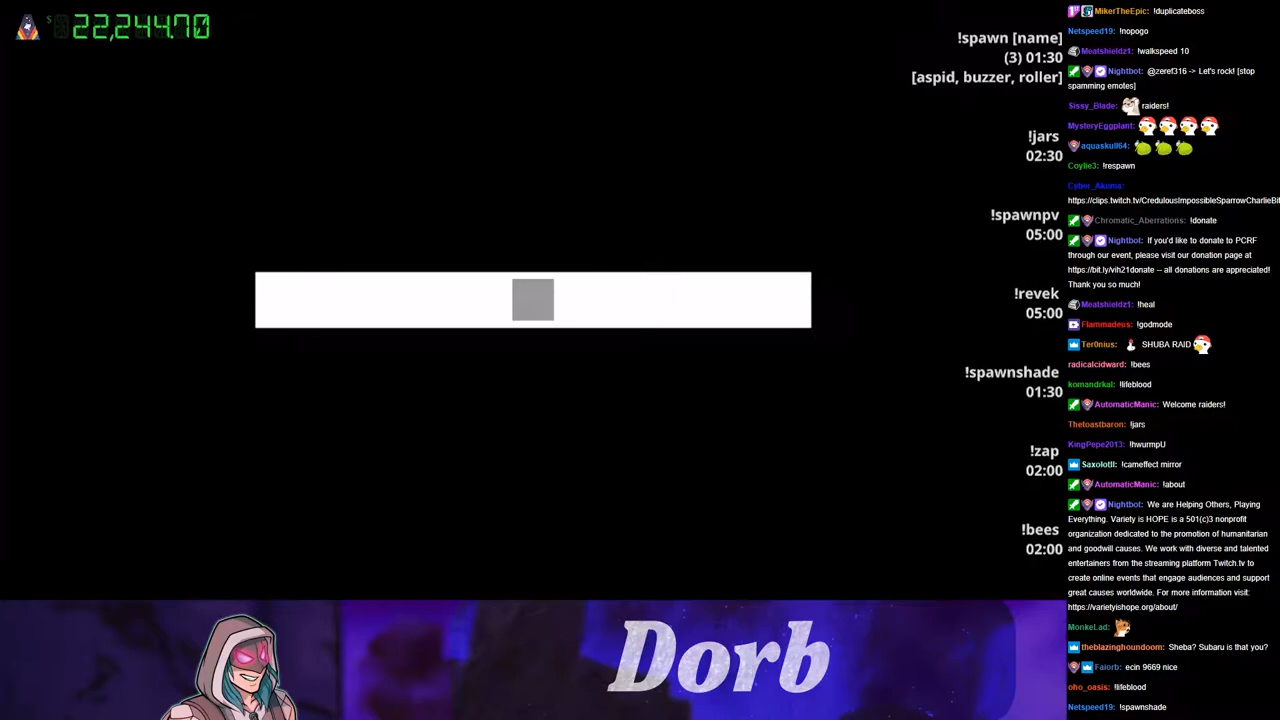 $ 22,244.70
!spawn [name]
(3) 01:30
[aspid, buzzer, roller]
!jars
02:30
!spawnpv
05:00
!revek
05:00
!spawnshade
01:30
!zap
02:00
!bees
02:00
Dorb
MikerTheEpic: !duplicateboss
Netspeed19: !nopogo
Meatshieldz1: !walkspeed 10
Nightbot: @zeref316 -> Let's rock! [stop
spamming emotes]
Sissy_Blade: raiders!
MysteryEggplant:
aquaskull64:
Coylie3: !respawn
Cyber_Akuma:
https://clips.twitch.tv/CredulousImpossibleSparrowCharlieBit
Chromatic_Aberrations: !donate
Nightbot: If you'd like to donate to PCRF
through our event, please visit our donation page at
https://bit.ly/vih21donate -- all donations are appreciated!
Thank you so much!
Meatshieldz1: !heal
Flammadeus: !godmode
Ter0nius: SHUBA RAID
radicalcidward: !bees
komandrkal: !lifeblood
AutomaticManic: Welcome raiders!
Thetoastbaron: !jars
KingPepe2013: !hwurmpU
Saxolotll: !cameffect mirror
AutomaticManic: !about
Nightbot: We are Helping Others, Playing
Everything. Variety is HOPE is a 501(c)3 nonprofit
organization dedicated to the promotion of humanitarian
and goodwill causes. We work with diverse and talented
entertainers from the streaming platform Twitch.tv to
create online events that engage audiences and support
great causes worldwide. For more information visit:
https://varietyishope.org/about/
MonkeLad:
theblazinghoundoom: Sheba? Subaru is that you?
Faiorb: ecin 9669 nice
oho_oasis: !lifeblood
Netspeed19: !spawnshade